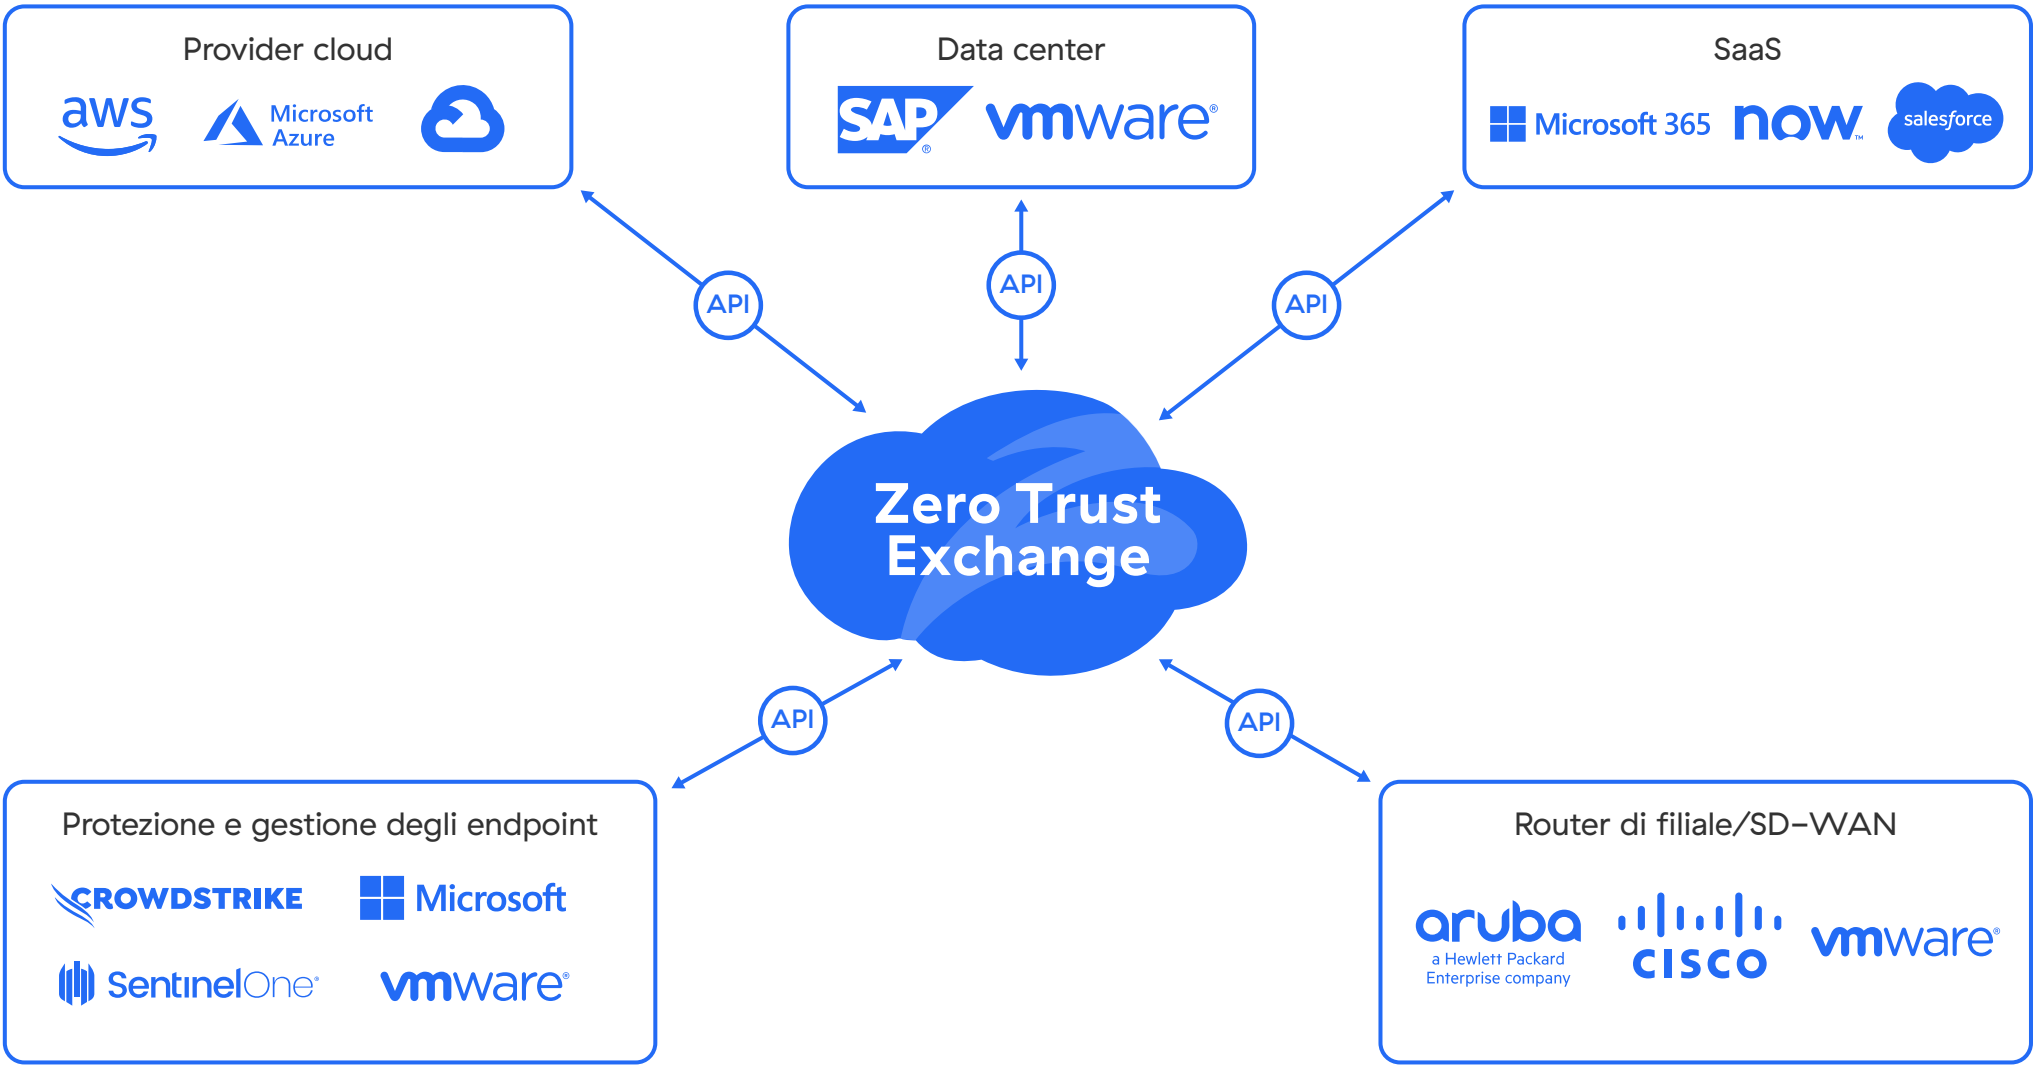 Provider cloud
aws
Microsoft
Azure
Data center
SAP®
vmware®
SaaS
Microsoft 365
now™
salesforce
API
API
API
Zero Trust
Exchange
API
API
Protezione e gestione degli endpoint
CROWDSTRIKE
Microsoft
SentinelOne®
vmware®
Router di filiale/SD-WAN
aruba
a Hewlett Packard
Enterprise company
CISCO
vmware®